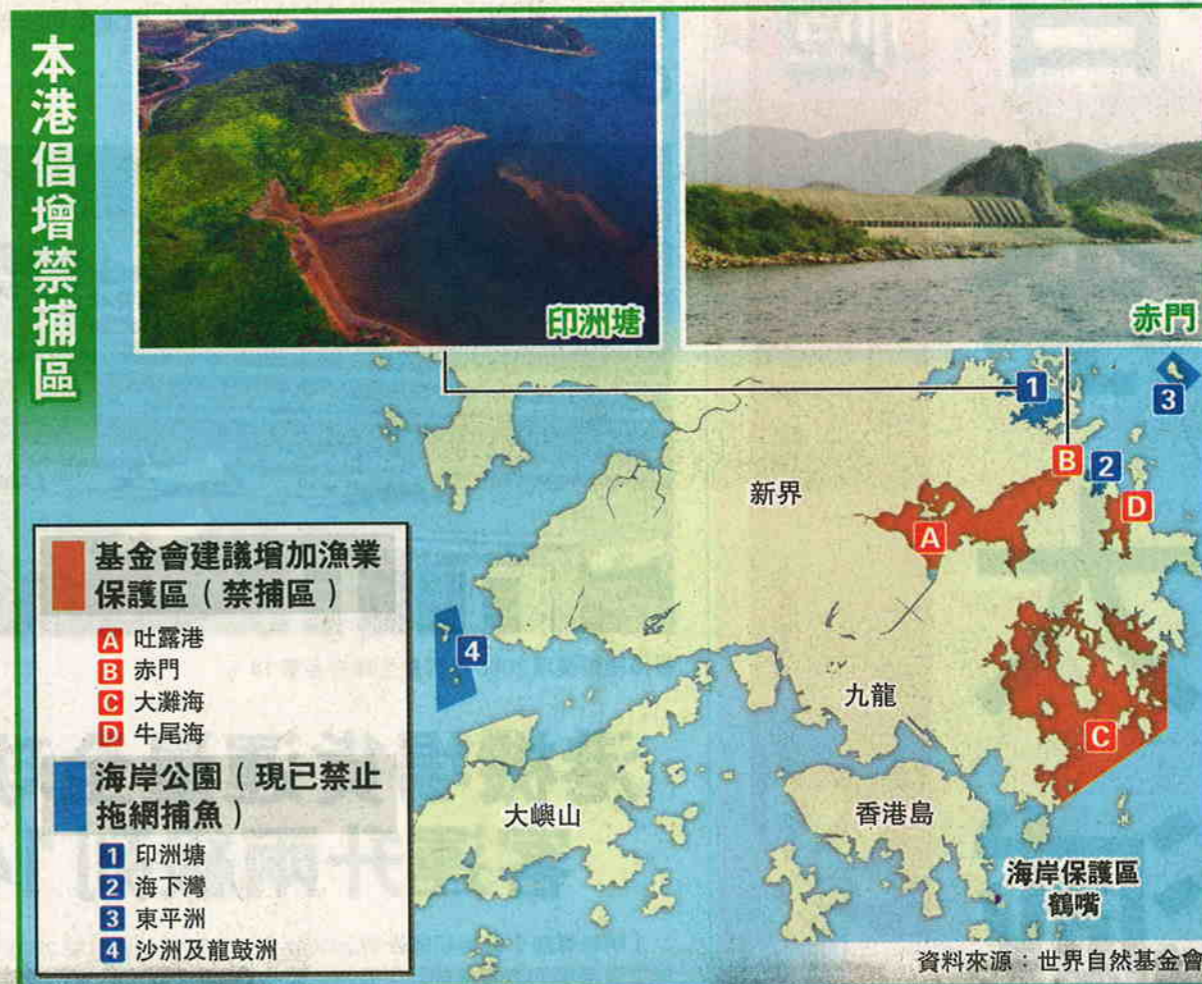 本港倡增禁捕區
印洲塘
赤門
1
3
B
2
新界
D
A
4
九龍
C
大嶼山
香港島
海岸保護區
鶴嘴
基金會建議增加漁業
保護區（禁捕區）
A 吐露港
B 赤門
C 大灘海
D 牛尾海
海岸公園（現已禁止
拖網捕魚）
1 印洲塘
2 海下灣
3 東平洲
4 沙洲及龍鼓洲
資料來源：世界自然基金會